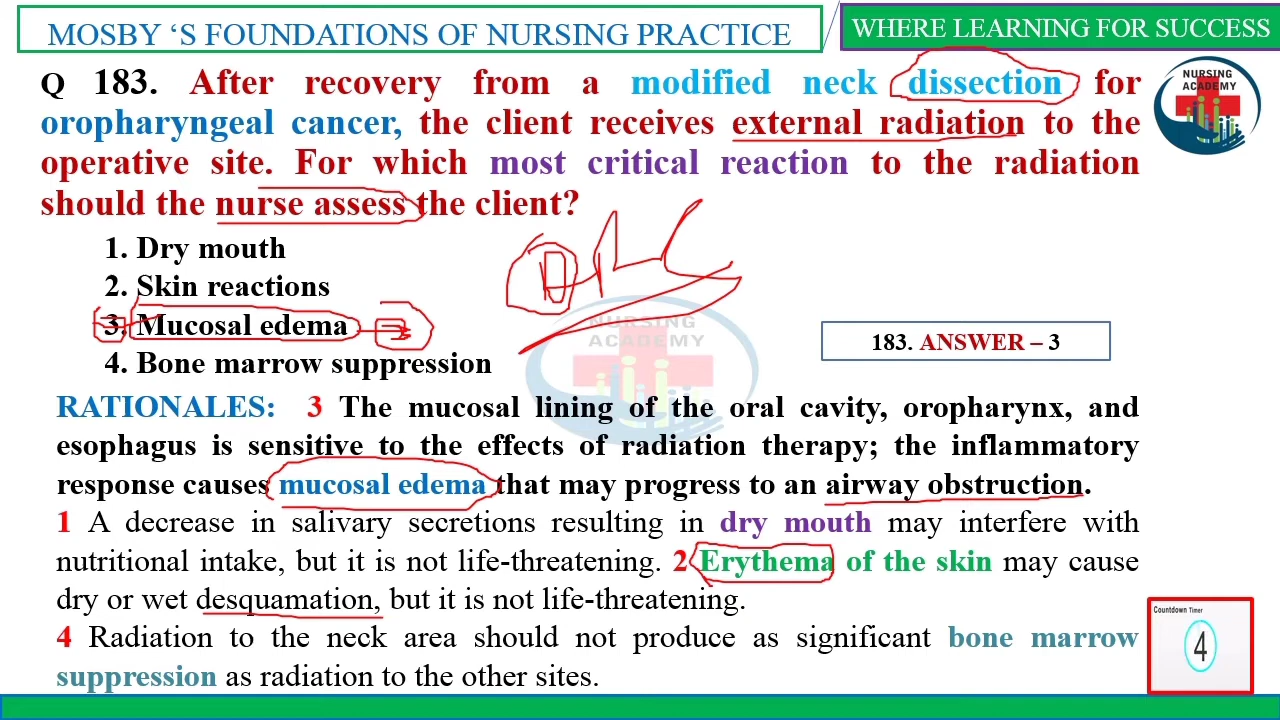 MOSBY ‘S FOUNDATIONS OF NURSING PRACTICE
WHERE LEARNING FOR SUCCESS
Q 183. After recovery from a modified neck dissection for
oropharyngeal cancer, the client receives external radiation to the
operative site. For which most critical reaction to the radiation
should the nurse assess the client?
NURSING
ACADEMY
1. Dry mouth
2. Skin reactions
3. Mucosal edema
4. Bone marrow suppression
NURSING
ACADEMY
183. ANSWER – 3
RATIONALES: 3 The mucosal lining of the oral cavity, oropharynx, and
esophagus is sensitive to the effects of radiation therapy; the inflammatory
response causes mucosal edema that may progress to an airway obstruction.
1 A decrease in salivary secretions resulting in dry mouth may interfere with
nutritional intake, but it is not life-threatening. 2 Erythema of the skin may cause
dry or wet desquamation, but it is not life-threatening.
4 Radiation to the neck area should not produce as significant bone marrow
suppression as radiation to the other sites.
Countdown Timer
4